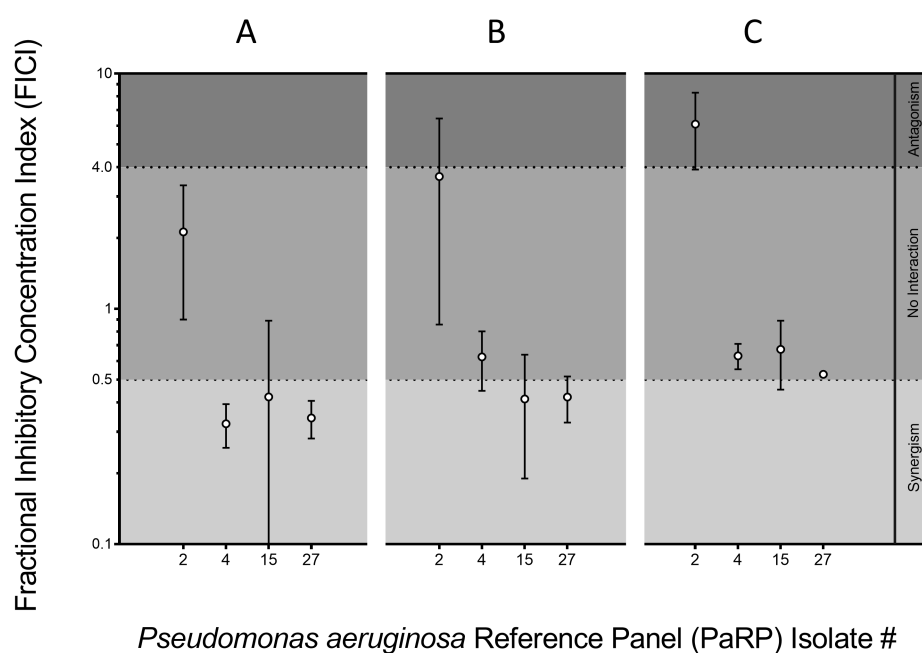 A B C
Fractional Inhibitory Concentration Index (FICI)
10
4.0
1
0.5
0.1
Antagonism
No Interaction
Synergism
2 4 15 27 2 4 15 27 2 4 15 27
Pseudomonas aeruginosa Reference Panel (PaRP) Isolate #